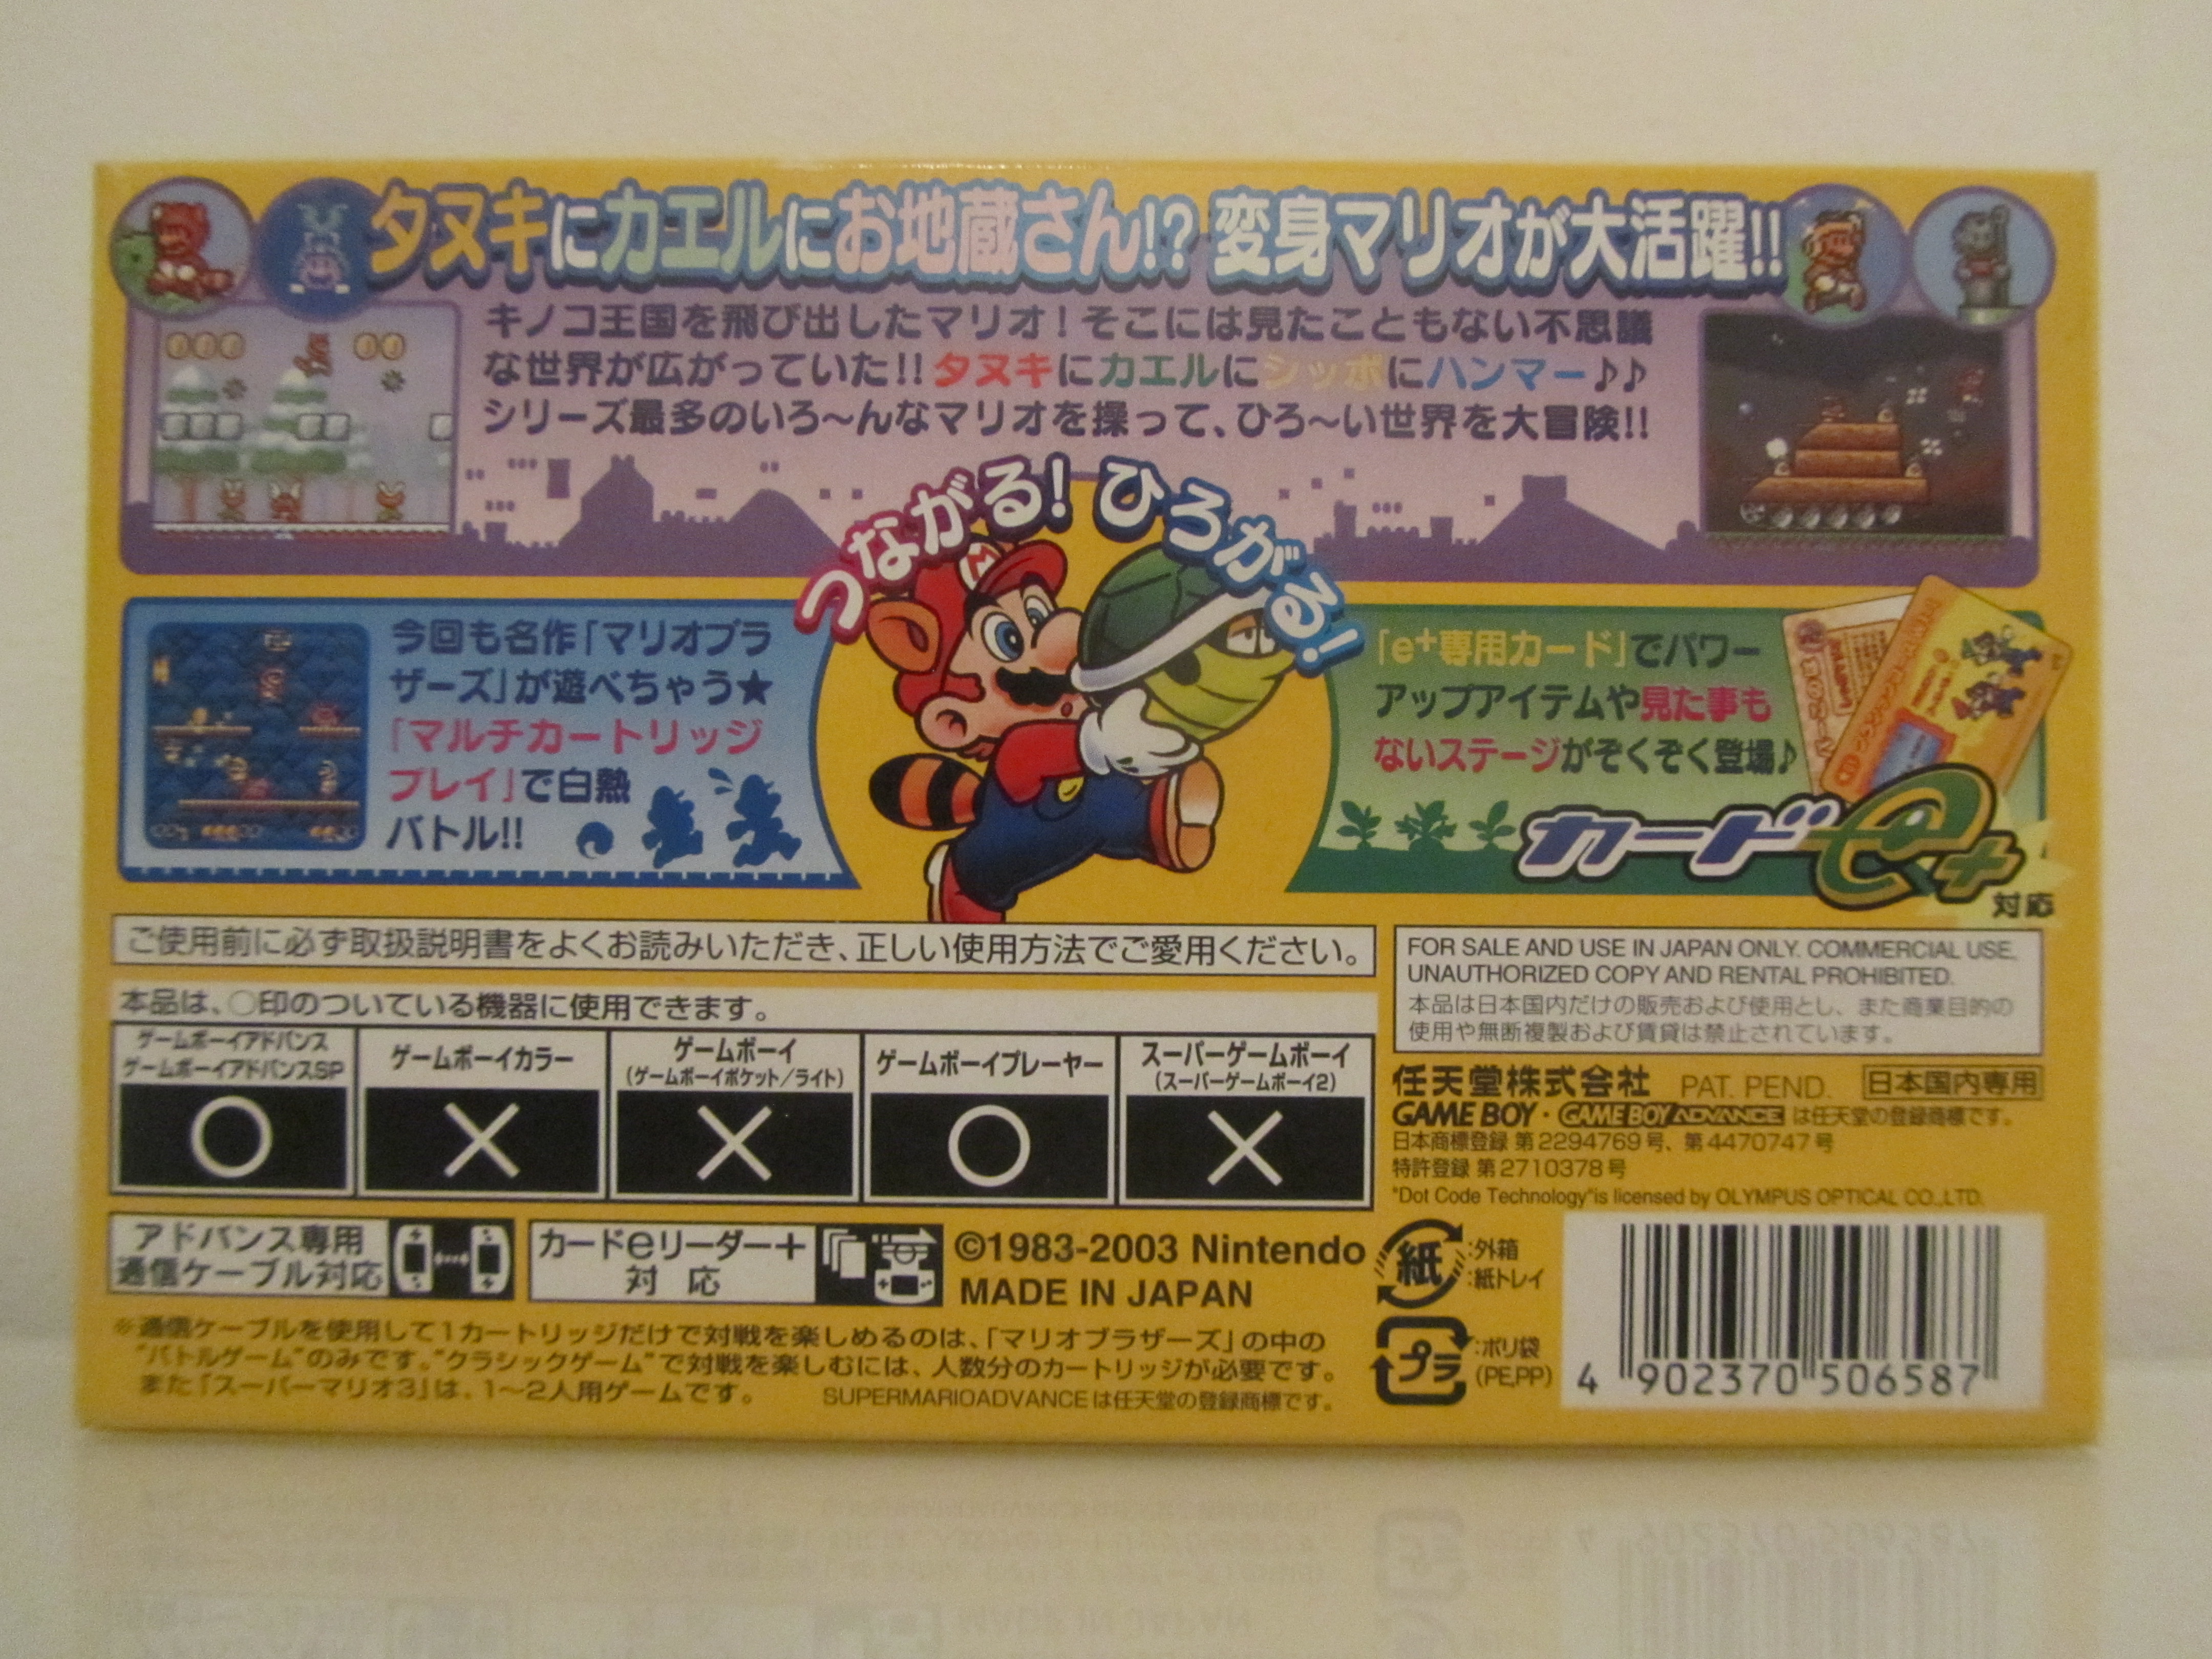 タヌキにカエルにお地蔵さん!? 変身マリオが大活躍!!
キノコ王国を飛び出したマリオ！そこには見たこともない不思議
な世界が広がっていた!! タヌキにカエルにシッポにハンマー♪♪
シリーズ最多のいろ〜んなマリオを操って、ひろ〜い世界を大冒険!!
つながる！ひろがる！
今回も名作「マリオブラ
ザーズ」が遊べちゃう★
「マルチカートリッジ
プレイ」で白熱
バトル!!
「e+専用カード」でパワー
アップアイテムや見た事も
ないステージがぞくぞく登場♪
カードe+
対応
ご使用前に必ず取扱説明書をよくお読みいただき、正しい使用方法でご愛用ください。
本品は、○印のついている機器に使用できます。
ゲームボーイアドバンス
ゲームボーイアドバンスSP
○
ゲームボーイカラー
×
ゲームボーイ
(ゲームボーイポケット／ライト)
×
ゲームボーイプレーヤー
○
スーパーゲームボーイ
(スーパーゲームボーイ2)
×
FOR SALE AND USE IN JAPAN ONLY. COMMERCIAL USE,
UNAUTHORIZED COPY AND RENTAL PROHIBITED.
本品は日本国内だけの販売および使用とし、また商業目的の
使用や無断複製および賃貸は禁止されています。
任天堂株式会社 PAT. PEND. 日本国内専用
GAME BOY・GAME BOY ADVANCE は任天堂の登録商標です。
日本商標登録 第2294769号、第4470747号
特許登録 第2710378号
"Dot Code Technology"is licensed by OLYMPUS OPTICAL CO.,LTD.
アドバンス専用
通信ケーブル対応
カードeリーダー＋
対応
©1983-2003 Nintendo
MADE IN JAPAN
紙 :外箱
:紙トレイ
プラ :ポリ袋
(PE,PP)
4 902370 506587
※通信ケーブルを使用して1カートリッジだけで対戦を楽しめるのは、「マリオブラザーズ」の中の
"バトルゲーム"のみです。"クラシックゲーム"で対戦を楽しむには、人数分のカートリッジが必要です。
また「スーパーマリオ3」は、1〜2人用ゲームです。
SUPERMARIOADVANCEは任天堂の登録商標です。